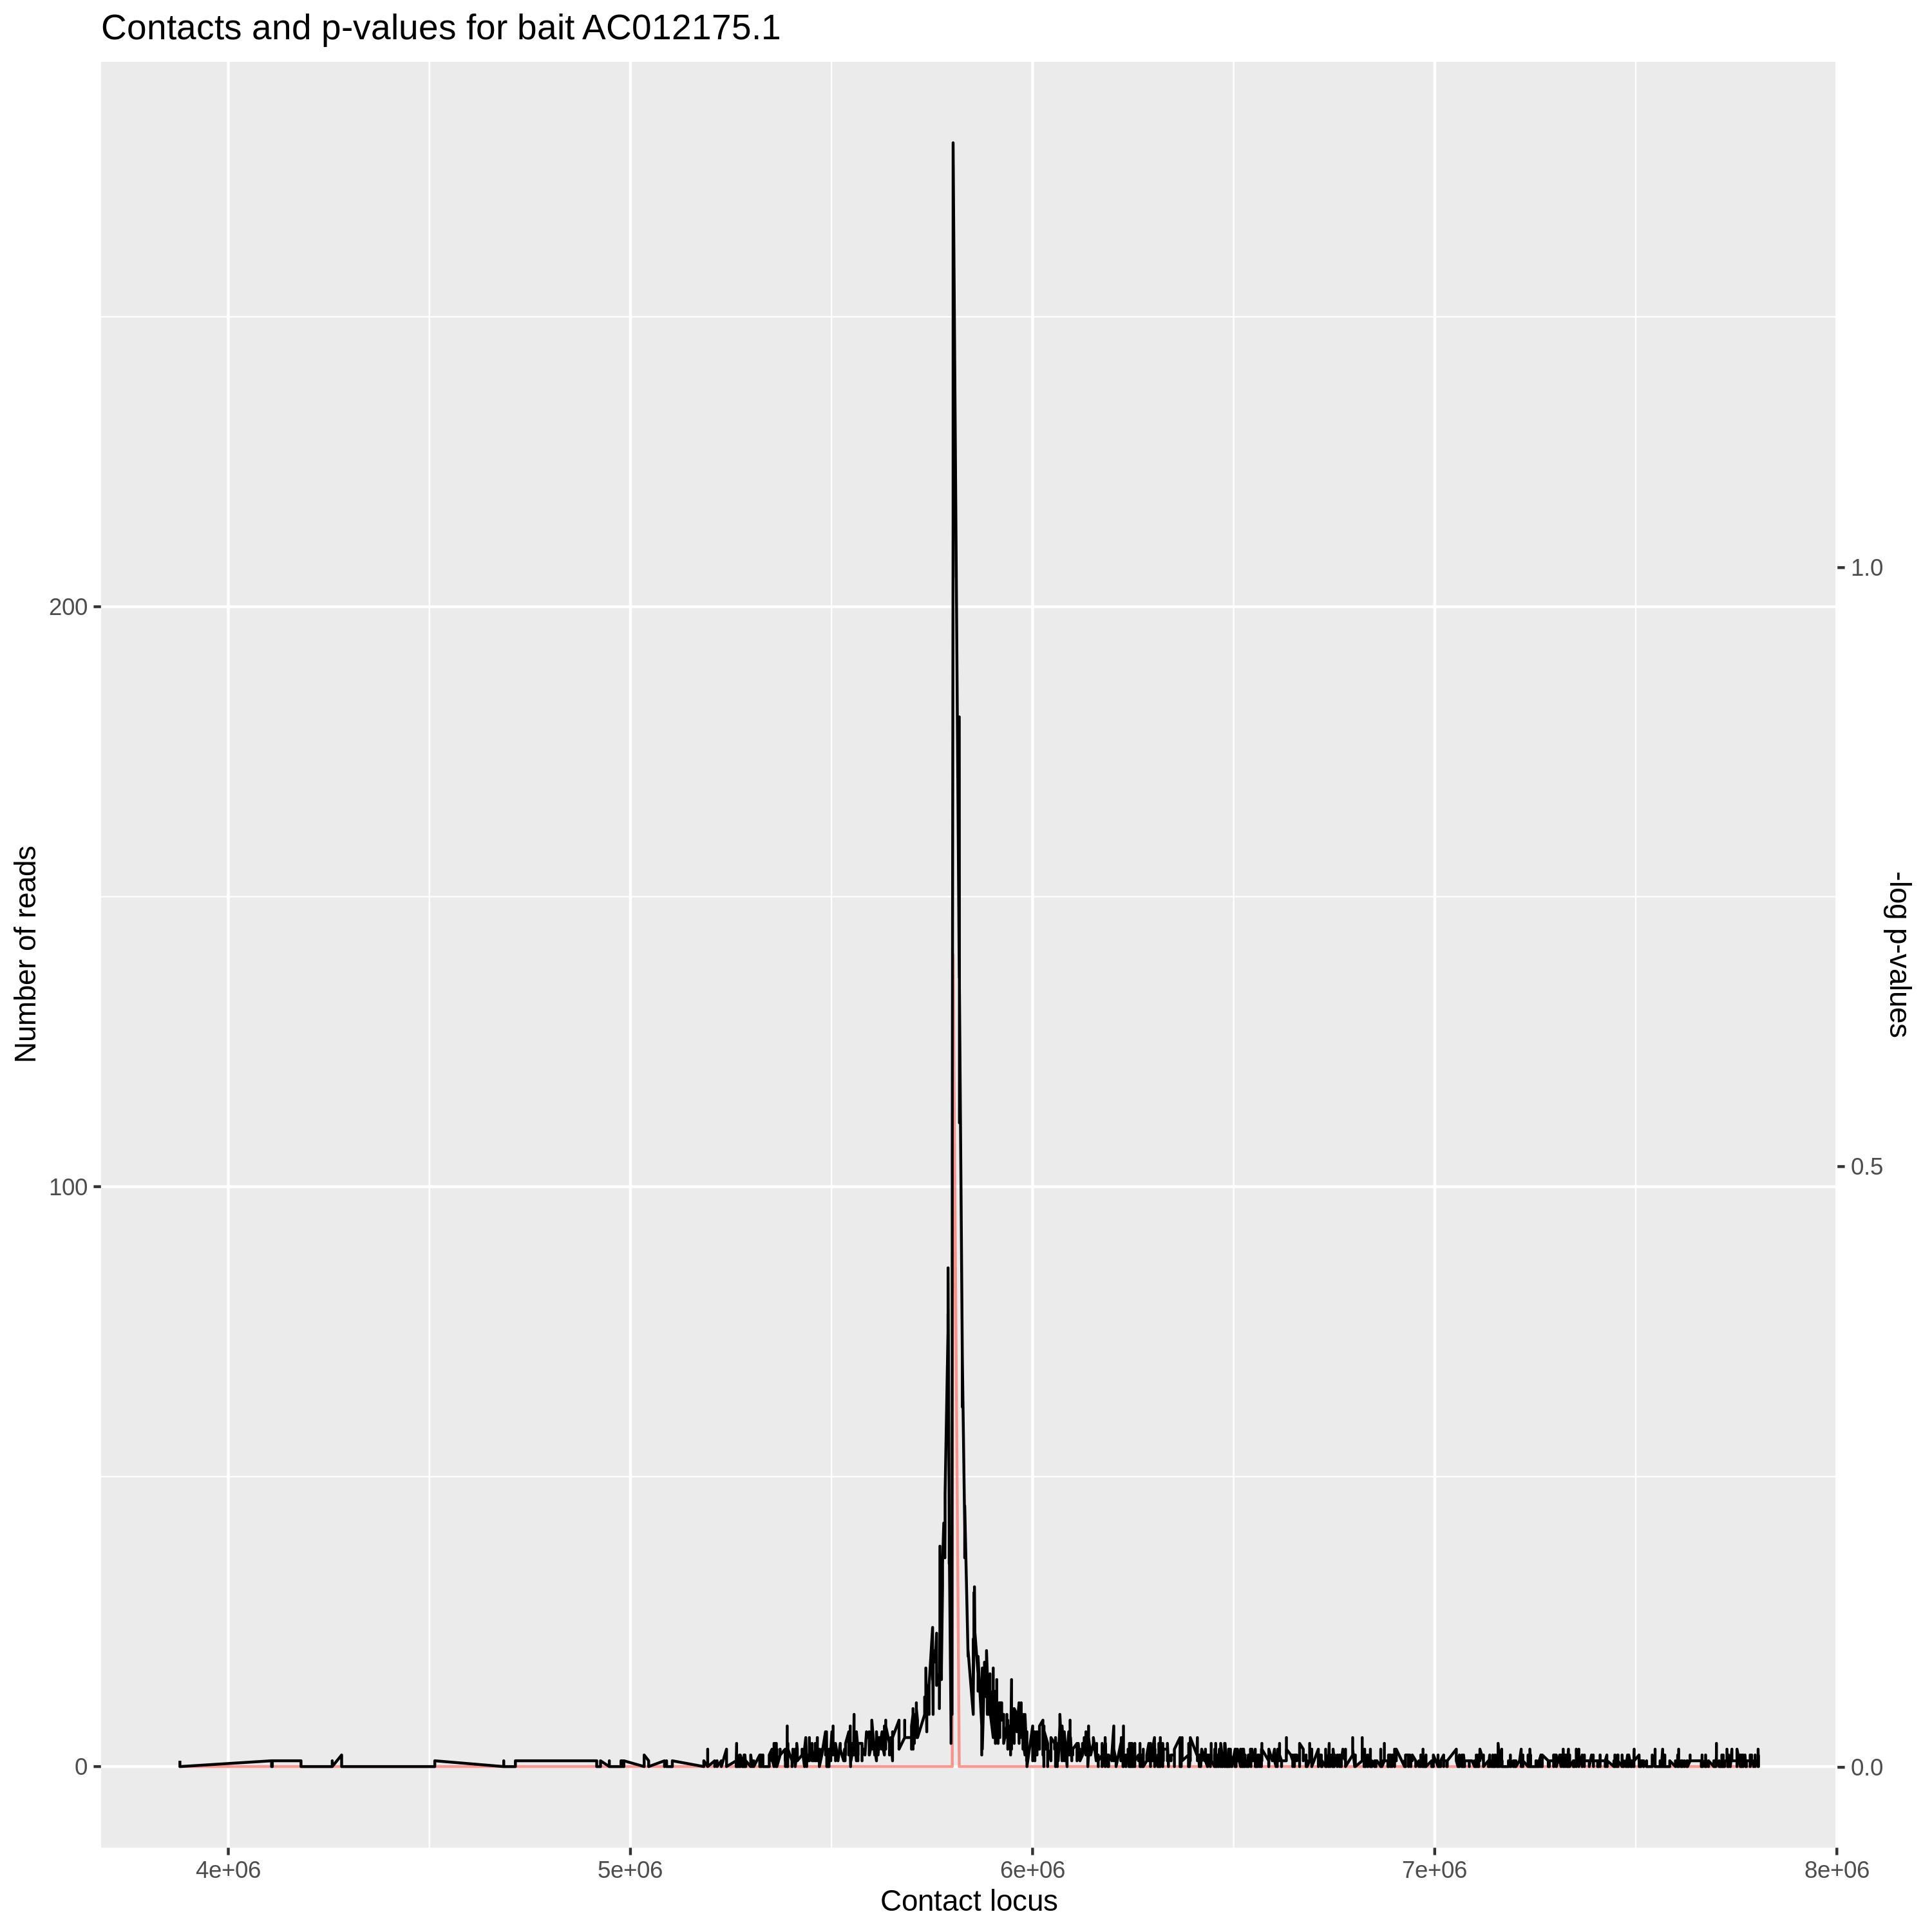 Contacts and p-values for bait AC012175.1
Number of reads
200
100
0
1.0
0.5
0.0
-log p-values
4e+06 5e+06 6e+06 7e+06 8e+06
Contact locus